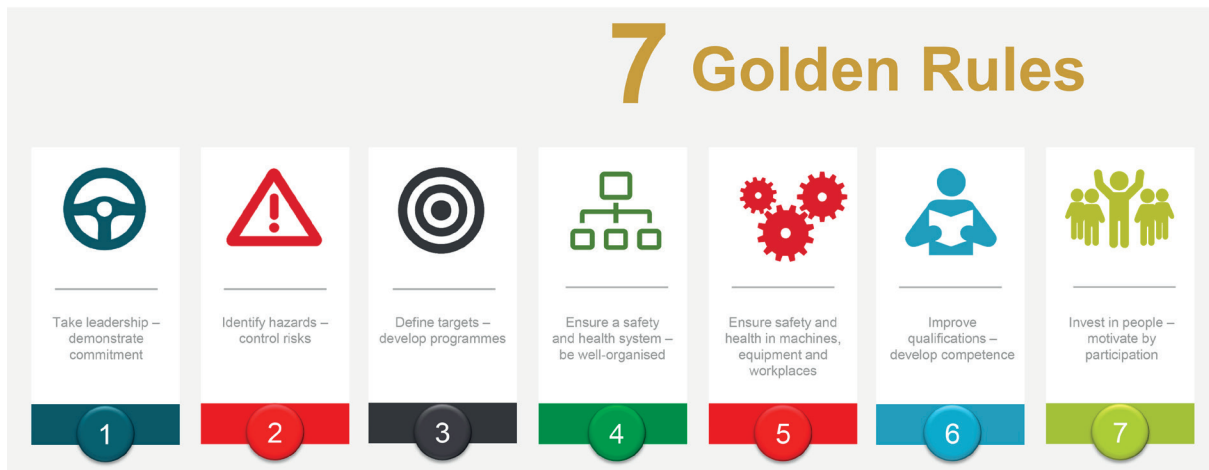 7 Golden Rules
Take leadership –
demonstrate
commitment
1
Identify hazards –
control risks
2
Define targets –
develop programmes
3
Ensure a safety
and health system –
be well-organised
4
Ensure safety and
health in machines,
equipment and
workplaces
5
Improve
qualifications –
develop competence
6
Invest in people –
motivate by
participation
7